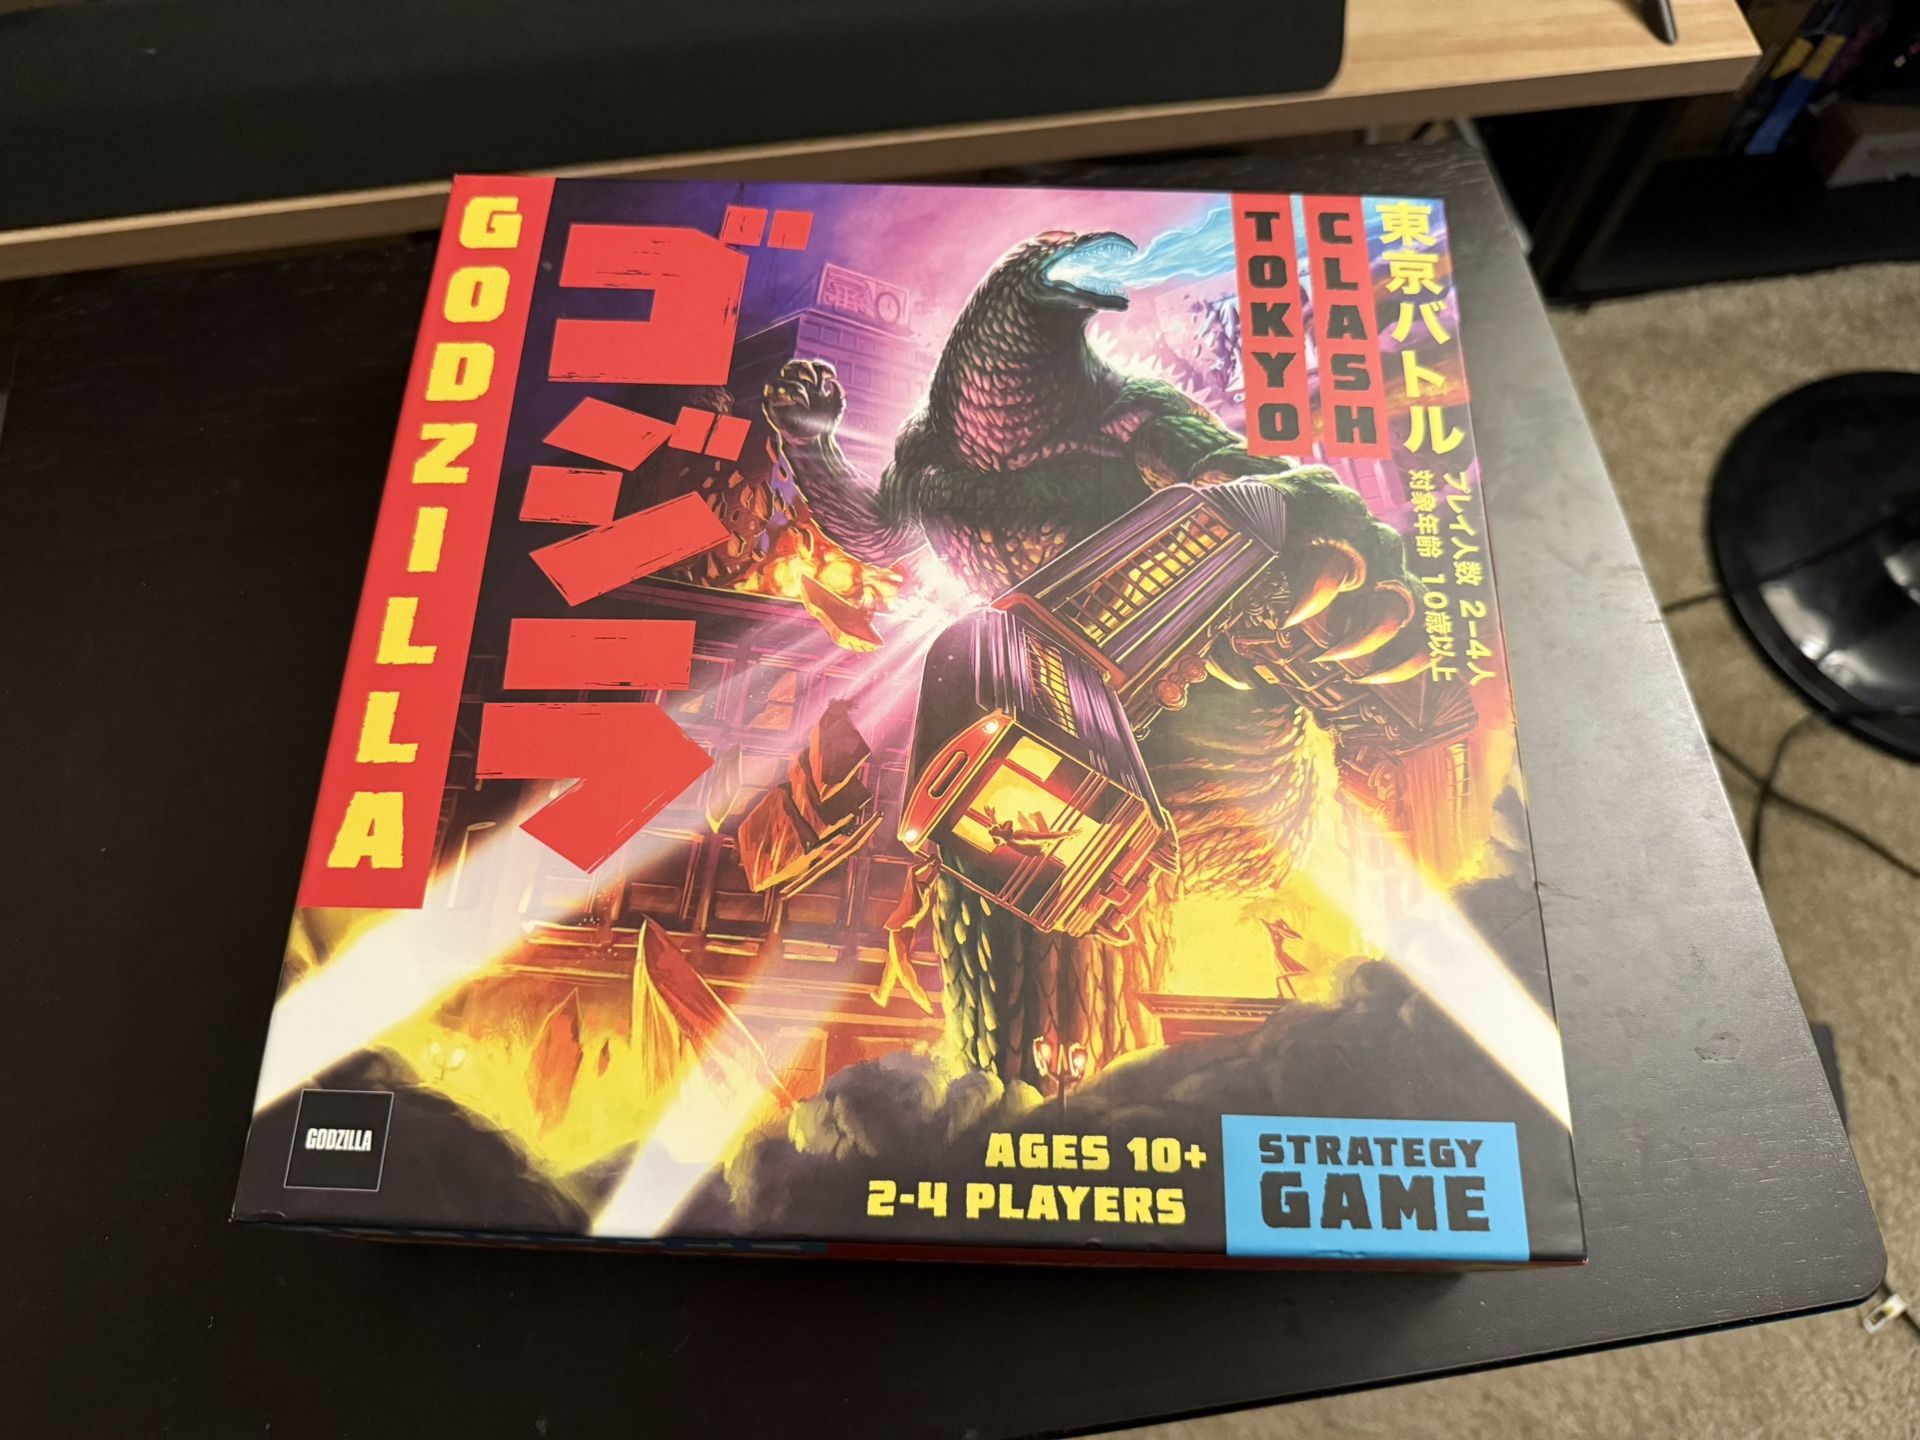 GODZILLA
ゴジラ
TOKYO
CLASH
東京バトル
プレイ人数 2–4人
対象年齢 10歳以上
GODZILLA
AGES 10+
2-4 PLAYERS
STRATEGY
GAME